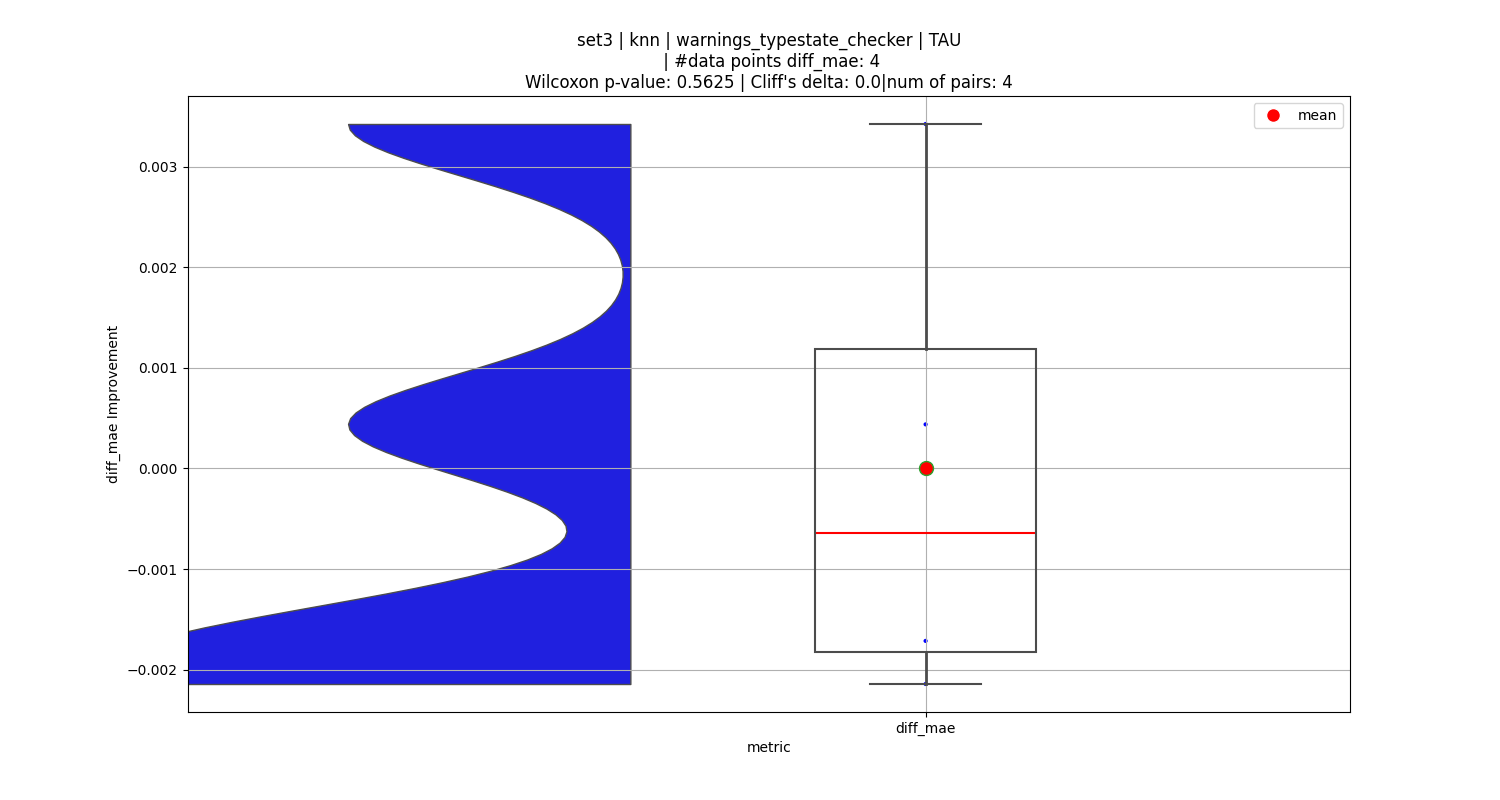 set3 | knn | warnings_typestate_checker | TAU
| #data points diff_mae: 4
Wilcoxon p-value: 0.5625 | Cliff's delta: 0.0|num of pairs: 4
mean
0.003
0.002
0.001
0.000
−0.001
−0.002
diff_mae Improvement
diff_mae
metric